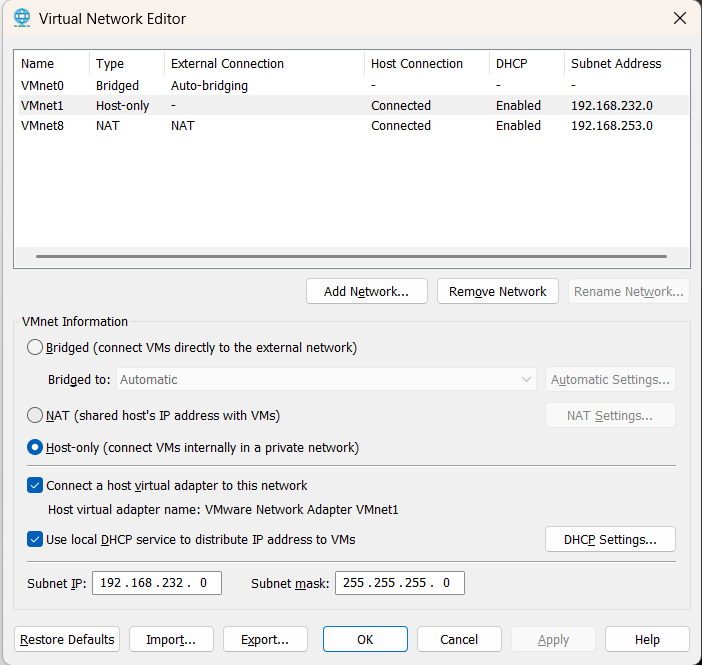 Virtual Network Editor
Name Type External Connection Host Connection DHCP Subnet Address
VMnet0 Bridged Auto-bridging - - -
VMnet1 Host-only - Connected Enabled 192.168.232.0
VMnet8 NAT NAT Connected Enabled 192.168.253.0
Add Network... Remove Network Rename Network...
VMnet Information
Bridged (connect VMs directly to the external network)
Bridged to: Automatic Automatic Settings...
NAT (shared host's IP address with VMs) NAT Settings...
Host-only (connect VMs internally in a private network)
Connect a host virtual adapter to this network
Host virtual adapter name: VMware Network Adapter VMnet1
Use local DHCP service to distribute IP address to VMs DHCP Settings...
Subnet IP: 192 . 168 . 232 . 0 Subnet mask: 255 . 255 . 255 . 0
Restore Defaults Import... Export... OK Cancel Apply Help